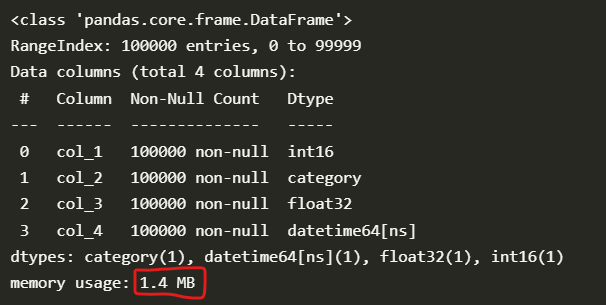 <class 'pandas.core.frame.DataFrame'>
RangeIndex: 100000 entries, 0 to 99999
Data columns (total 4 columns):
 #   Column  Non-Null Count   Dtype
---  ------  --------------   -----
 0   col_1   100000 non-null  int16
 1   col_2   100000 non-null  category
 2   col_3   100000 non-null  float32
 3   col_4   100000 non-null  datetime64[ns]
dtypes: category(1), datetime64[ns](1), float32(1), int16(1)
memory usage: 1.4 MB